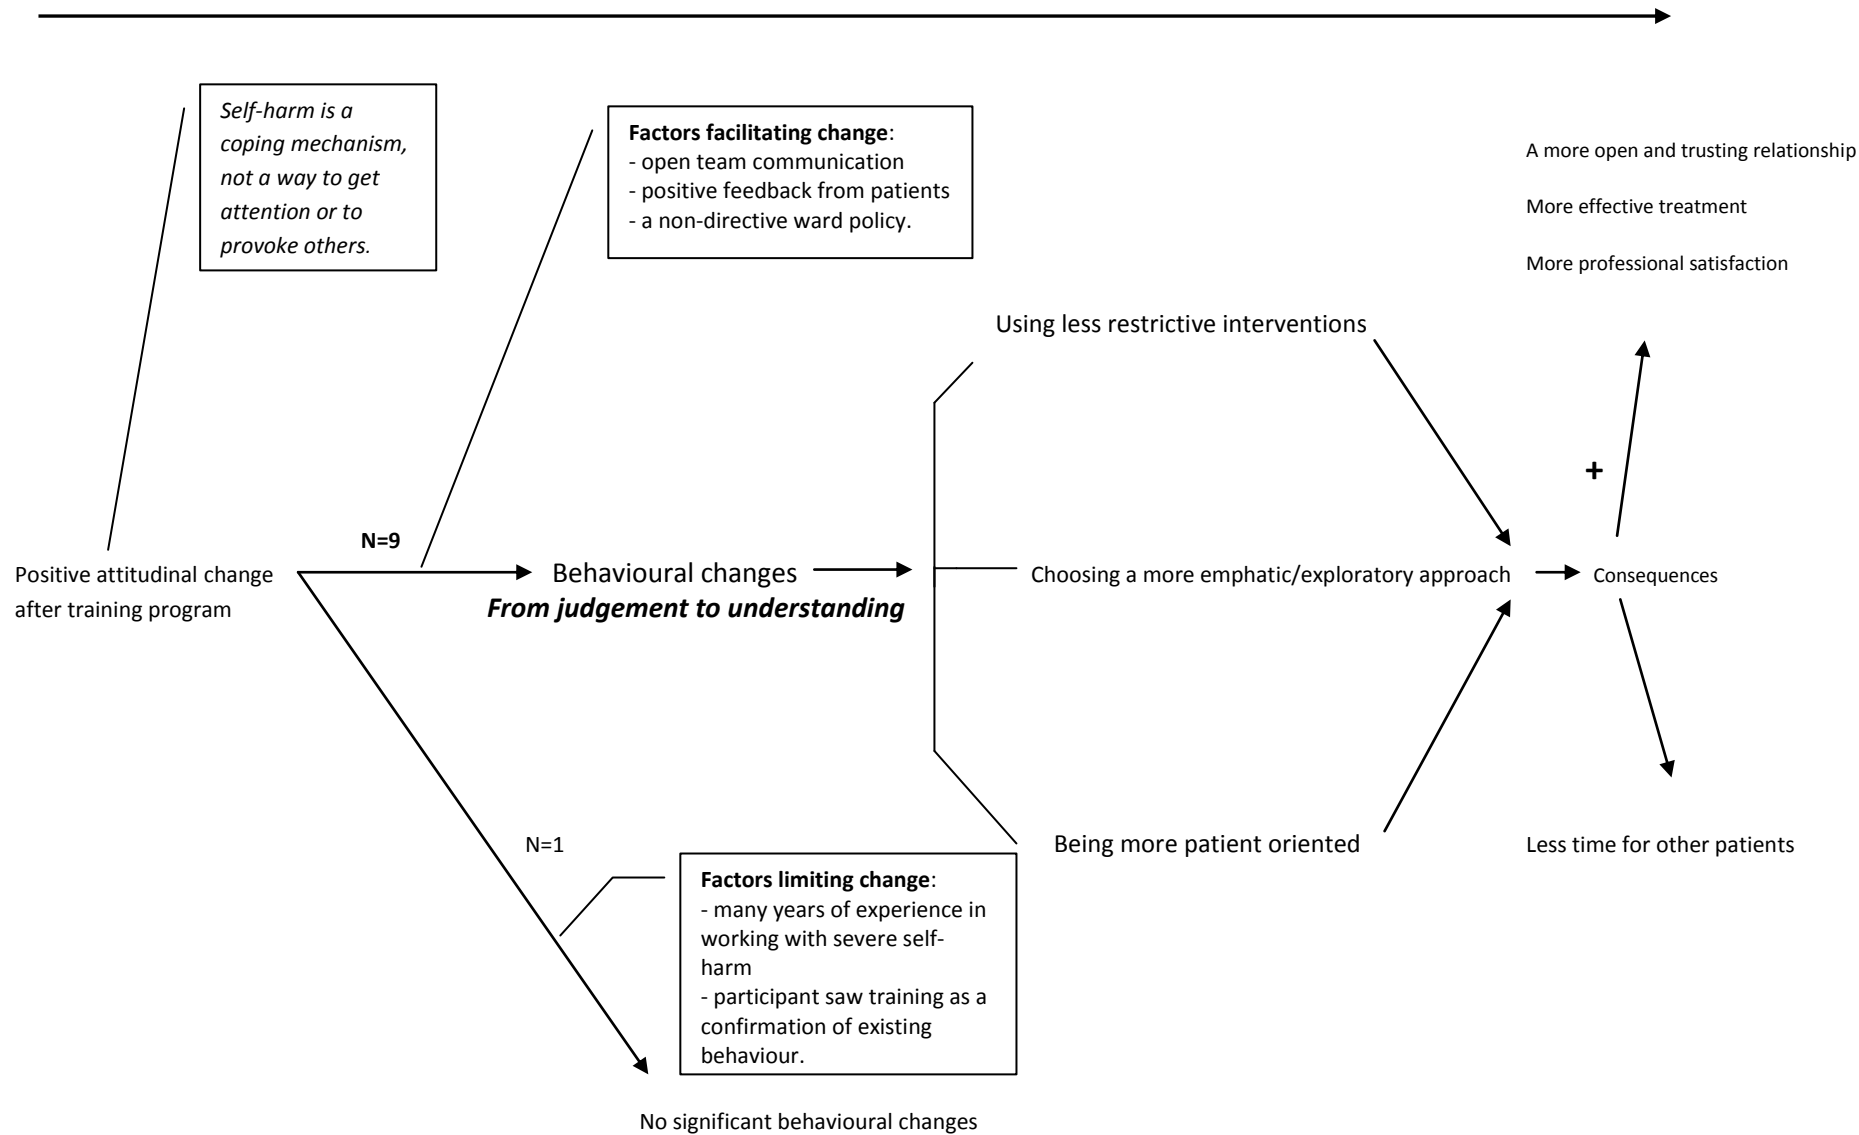 Self-harm is a
coping mechanism,
not a way to get
attention or to
provoke others.
Factors facilitating change:
- open team communication
- positive feedback from patients
- a non-directive ward policy.
A more open and trusting relationship
More effective treatment
More professional satisfaction
Using less restrictive interventions
+
N=9
Positive attitudinal change
after training program
Behavioural changes
From judgement to understanding
Choosing a more emphatic/exploratory approach
Consequences
N=1
Being more patient oriented
Less time for other patients
Factors limiting change:
- many years of experience in
working with severe self-
harm
- participant saw training as a
confirmation of existing
behaviour.
No significant behavioural changes